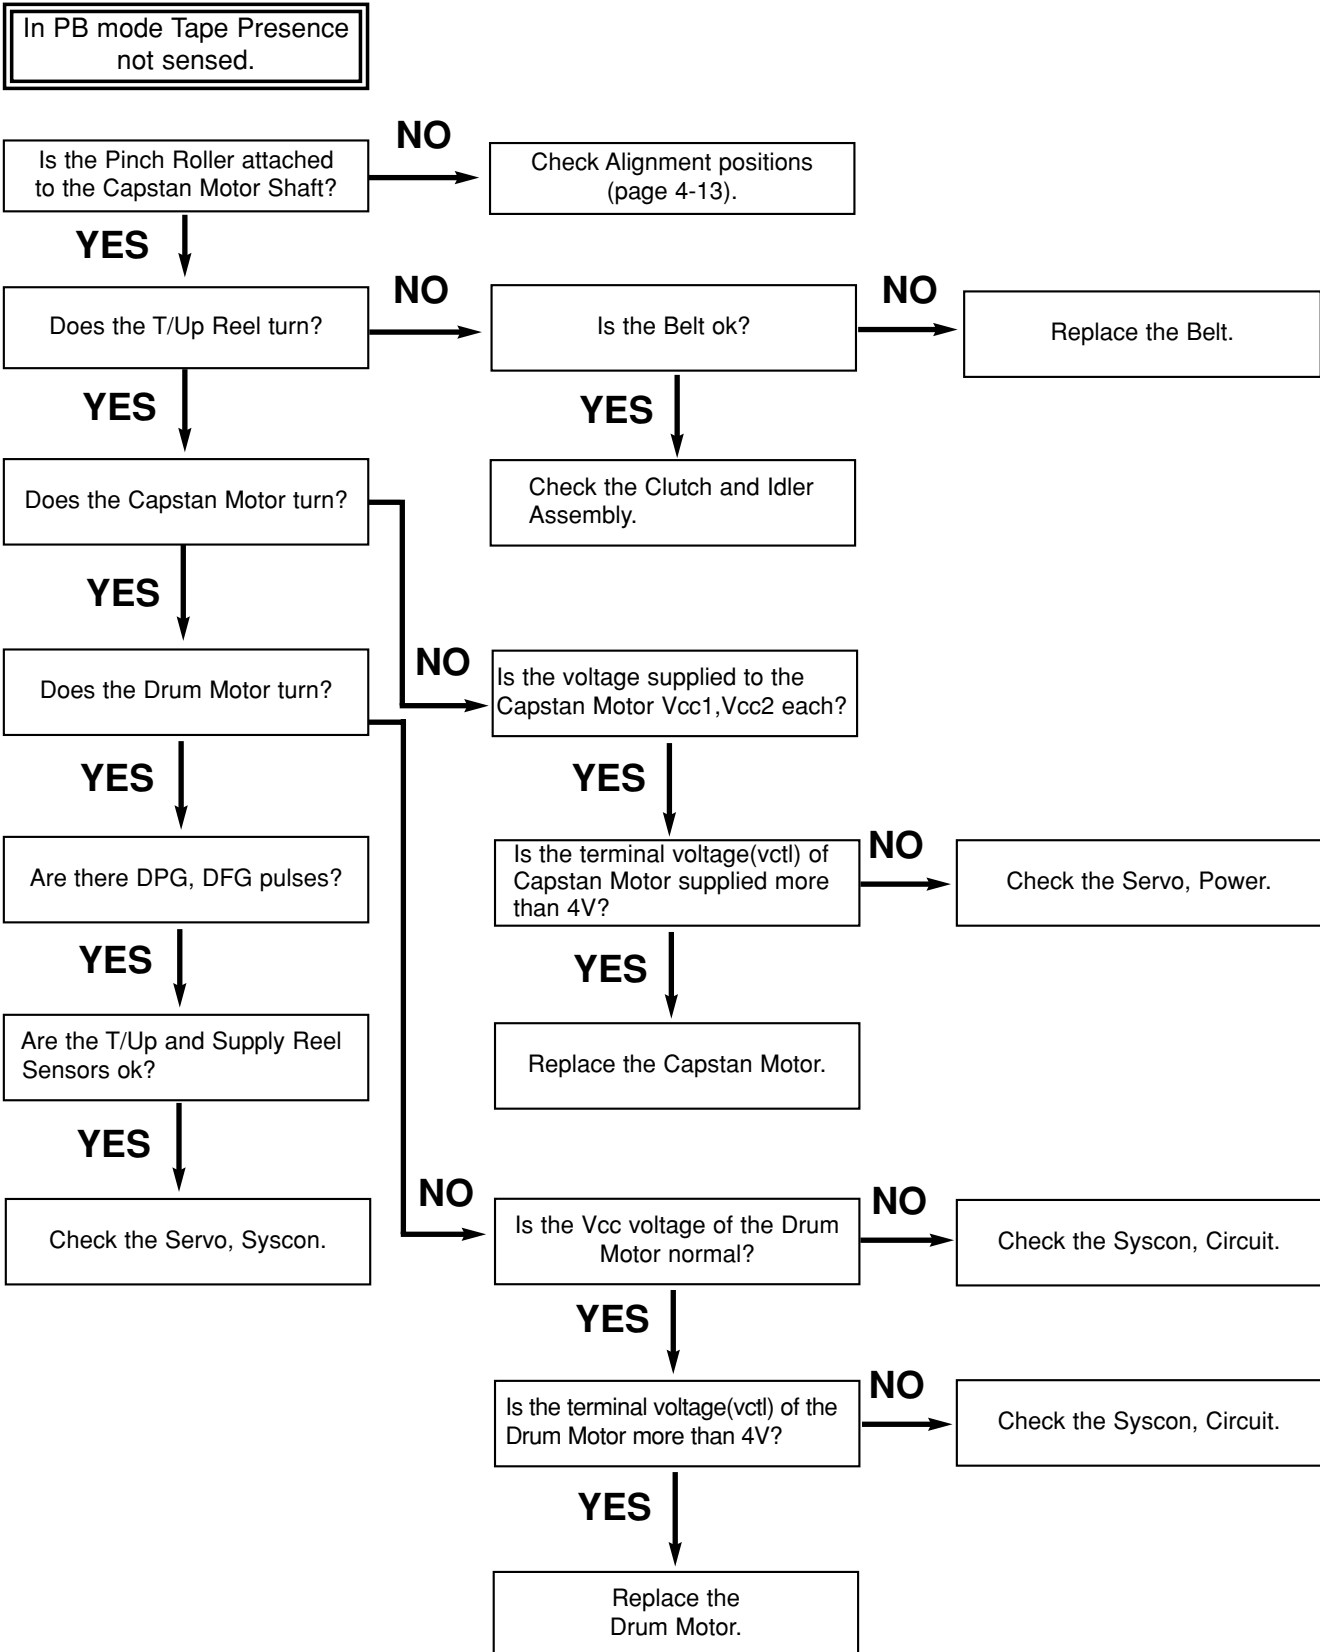 In PB mode Tape Presence
not sensed.
NO
Is the Pinch Roller attached
to the Capstan Motor Shaft?
Check Alignment positions
(page 4-13).
YES
NO
NO
Does the T/Up Reel turn?
Is the Belt ok?
Replace the Belt.
YES
YES
Does the Capstan Motor turn?
Check the Clutch and Idler
Assembly.
YES
NO
Does the Drum Motor turn?
Is the voltage supplied to the
Capstan Motor Vcc1,Vcc2 each?
YES
YES
Are there DPG, DFG pulses?
Is the terminal voltage(vctl) of
Capstan Motor supplied more
than 4V?
NO
Check the Servo, Power.
YES
YES
Are the T/Up and Supply Reel
Sensors ok?
Replace the Capstan Motor.
YES
NO
NO
Check the Servo, Syscon.
Is the Vcc voltage of the Drum
Motor normal?
Check the Syscon, Circuit.
YES
NO
Is the terminal voltage(vctl) of the
Drum Motor more than 4V?
Check the Syscon, Circuit.
YES
Replace the
Drum Motor.